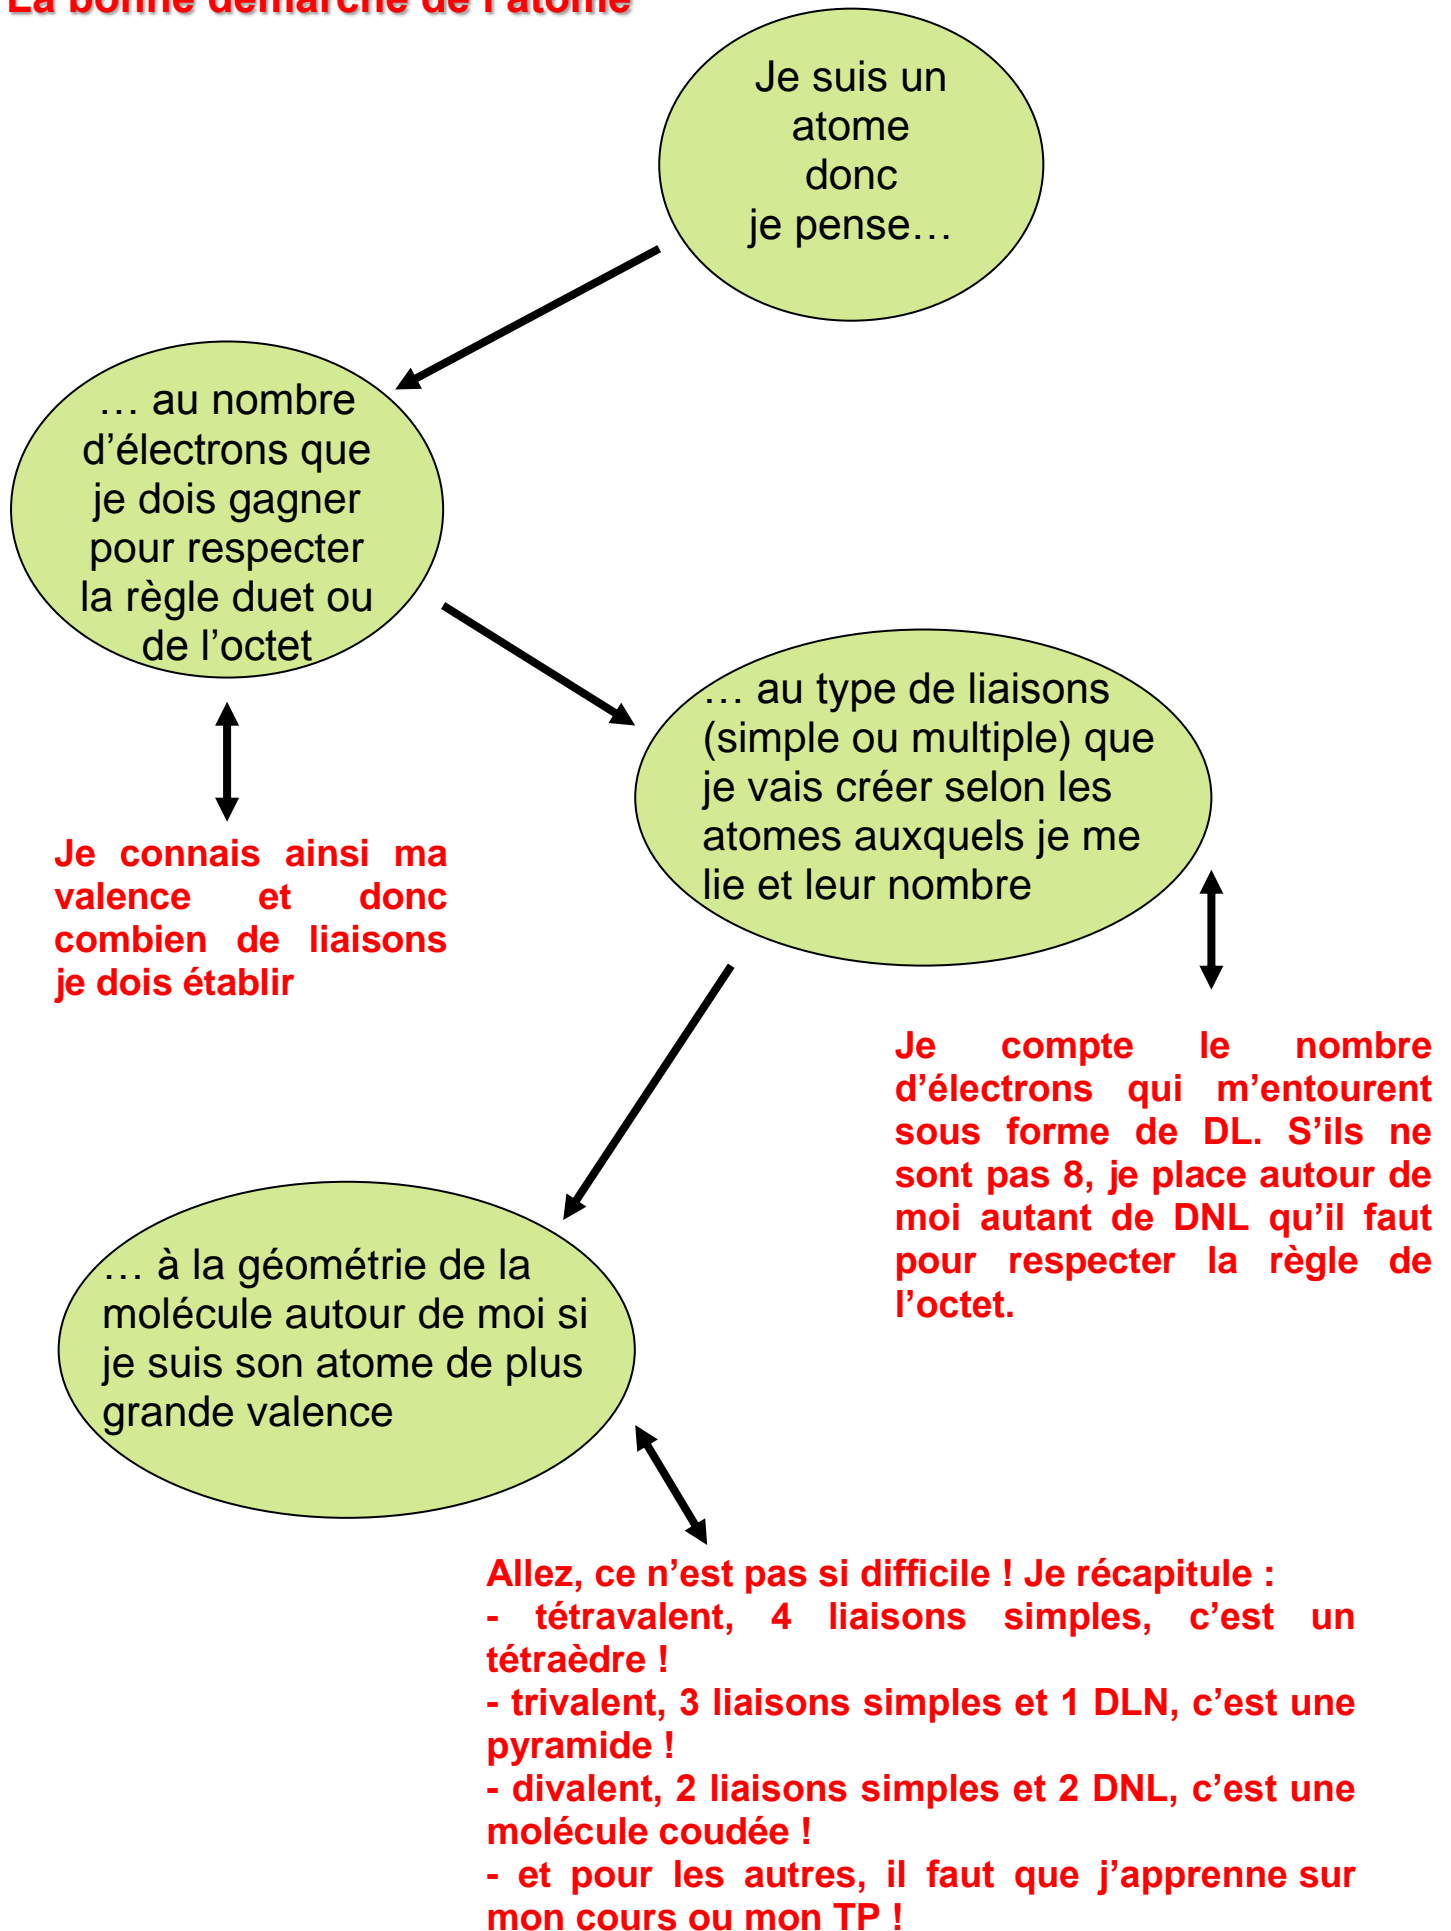 La bonne démarche de l'atome
Je suis un
atome
donc
je pense…
… au nombre
d'électrons que
je dois gagner
pour respecter
la règle duet ou
de l'octet
… au type de liaisons
(simple ou multiple) que
je vais créer selon les
atomes auxquels je me
lie et leur nombre
Je connais ainsi ma
valence et donc
combien de liaisons
je dois établir
Je compte le nombre
d'électrons qui m'entourent
sous forme de DL. S'ils ne
sont pas 8, je place autour de
moi autant de DNL qu'il faut
pour respecter la règle de
l'octet.
… à la géométrie de la
molécule autour de moi si
je suis son atome de plus
grande valence
Allez, ce n'est pas si difficile ! Je récapitule :
- tétravalent, 4 liaisons simples, c'est un
tétraèdre !
- trivalent, 3 liaisons simples et 1 DLN, c'est une
pyramide !
- divalent, 2 liaisons simples et 2 DNL, c'est une
molécule coudée !
- et pour les autres, il faut que j'apprenne sur
mon cours ou mon TP !